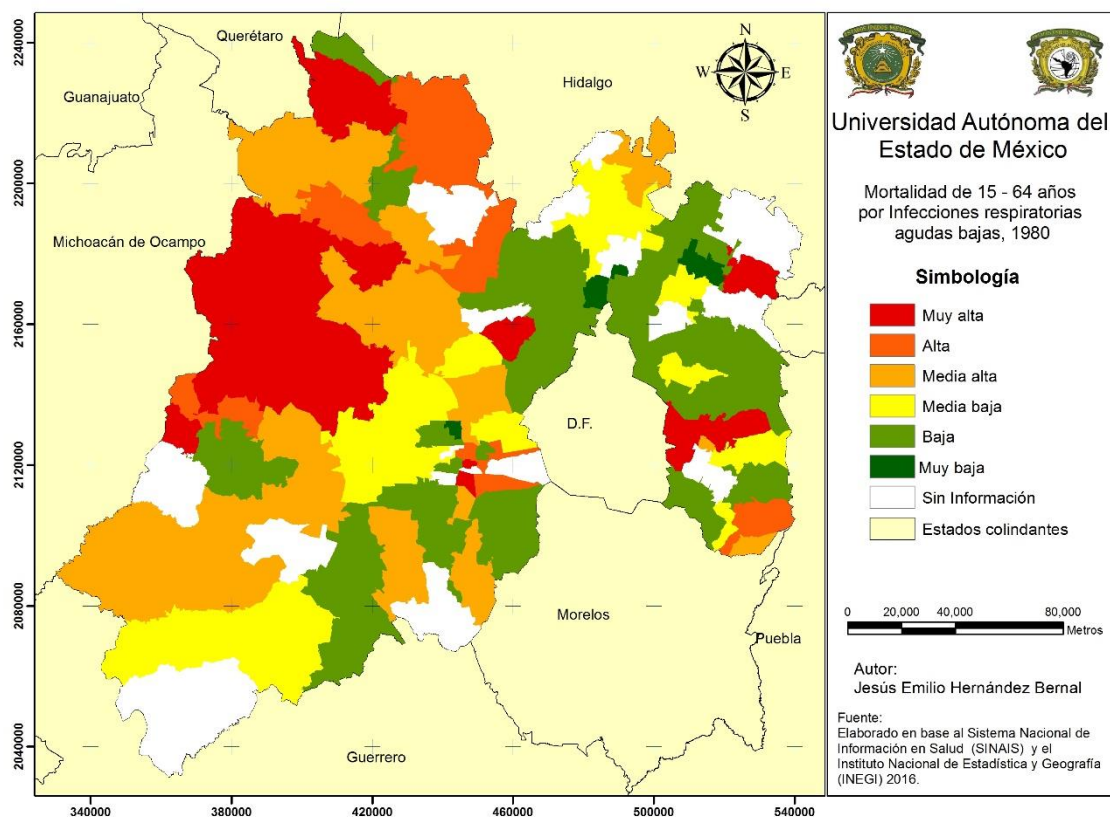 Querétaro
Hidalgo
Guanajuato
Michoacán de Ocampo
D.F.
Morelos
Puebla
Guerrero
N
W E
S
2240000
2200000
2160000
2120000
2080000
2040000
340000 380000 420000 460000 500000 540000
Universidad Autónoma del
Estado de México
Mortalidad de 15 - 64 años
por Infecciones respiratorias
agudas bajas, 1980
Simbología
Muy alta
Alta
Media alta
Media baja
Baja
Muy baja
Sin Información
Estados colindantes
0 20,000 40,000 80,000
Metros
Autor:
Jesús Emilio Hernández Bernal
Fuente:
Elaborado en base al Sistema Nacional de
Información en Salud (SINAIS) y el
Instituto Nacional de Estadística y Geografía
(INEGI) 2016.